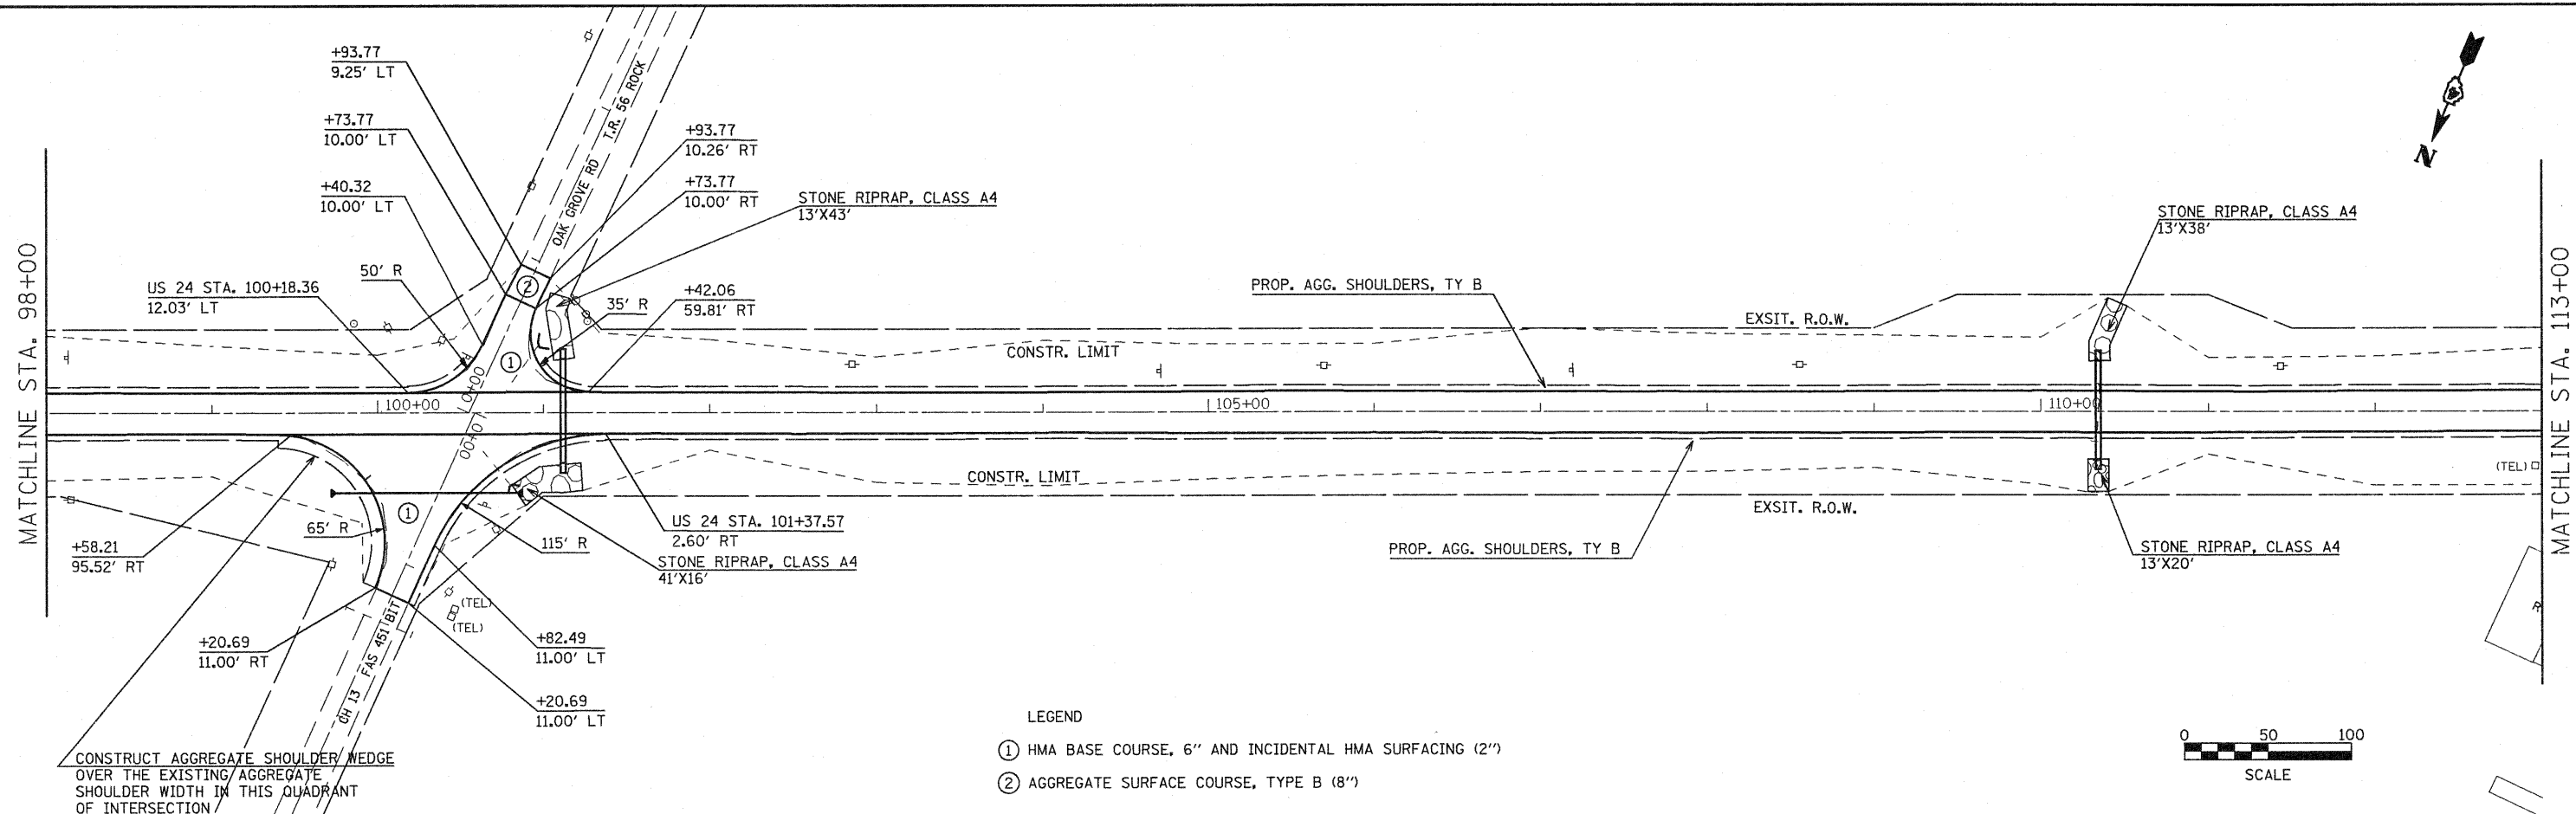 +93.77
9.25' LT
+73.77
10.00' LT
+40.32
10.00' LT
50' R
US 24 STA. 100+18.36
12.03' LT
MATCHLINE STA. 98+00
OAK GROVE RD T.R. 56 ROCK
+93.77
10.26' RT
+73.77
10.00' RT
STONE RIPRAP, CLASS A4
13'X43'
35' R
+42.06
59.81' RT
2
1
PROP. AGG. SHOULDERS, TY B
EXSIT. R.O.W.
CONSTR. LIMIT
STONE RIPRAP, CLASS A4
13'X38'
N
MATCHLINE STA. 113+00
100+00
105+00
110+00
10+00
10+00
CONSTR. LIMIT
EXSIT. R.O.W.
(TEL)
1
65' R
115' R
US 24 STA. 101+37.57
2.60' RT
STONE RIPRAP, CLASS A4
41'X16'
PROP. AGG. SHOULDERS, TY B
STONE RIPRAP, CLASS A4
13'X20'
+58.21
95.52' RT
+20.69
11.00' RT
(TEL)
(TEL)
+82.49
11.00' LT
+20.69
11.00' LT
CH 13 FAS 451 BIT
CONSTRUCT AGGREGATE SHOULDER WEDGE
OVER THE EXISTING AGGREGATE
SHOULDER WIDTH IN THIS QUADRANT
OF INTERSECTION
LEGEND
1 HMA BASE COURSE, 6" AND INCIDENTAL HMA SURFACING (2")
2 AGGREGATE SURFACE COURSE, TYPE B (8")
0 50 100
SCALE